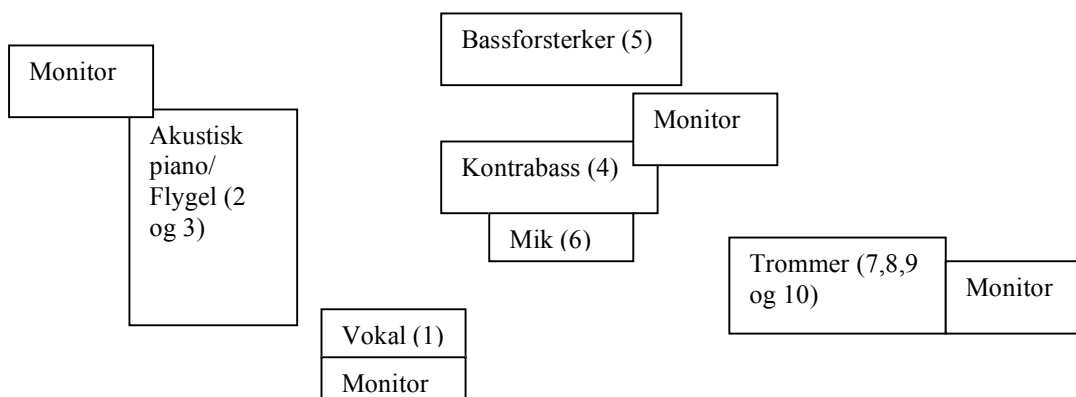 Bassforsterker (5)
Monitor
Monitor
Akustisk
piano/
Flygel (2
og 3)
Kontrabass (4)
Mik (6)
Trommer (7,8,9
og 10)
Monitor
Vokal (1)
Monitor